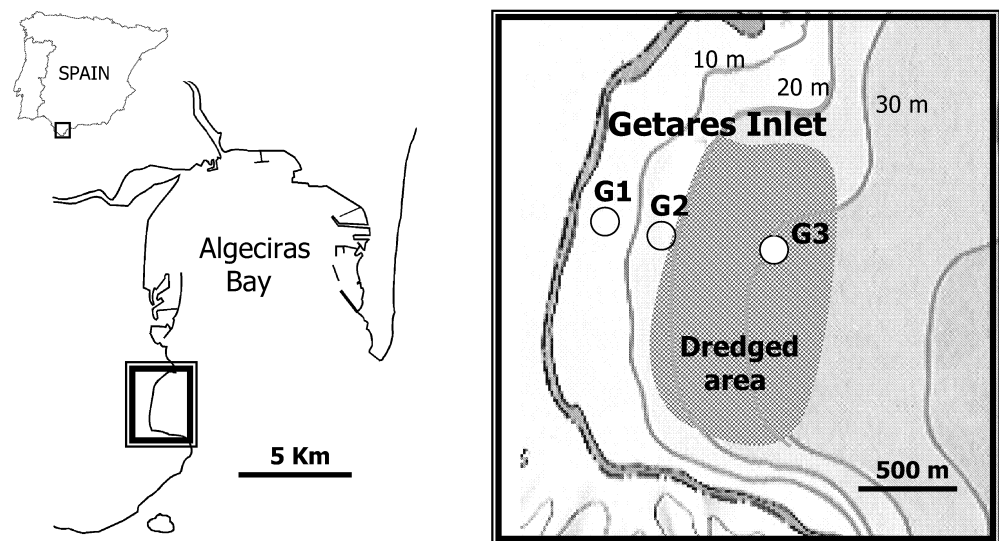 SPAIN
Algeciras
Bay
5 Km
10 m
20 m
30 m
Getares Inlet
G1
G2
G3
Dredged
area
500 m